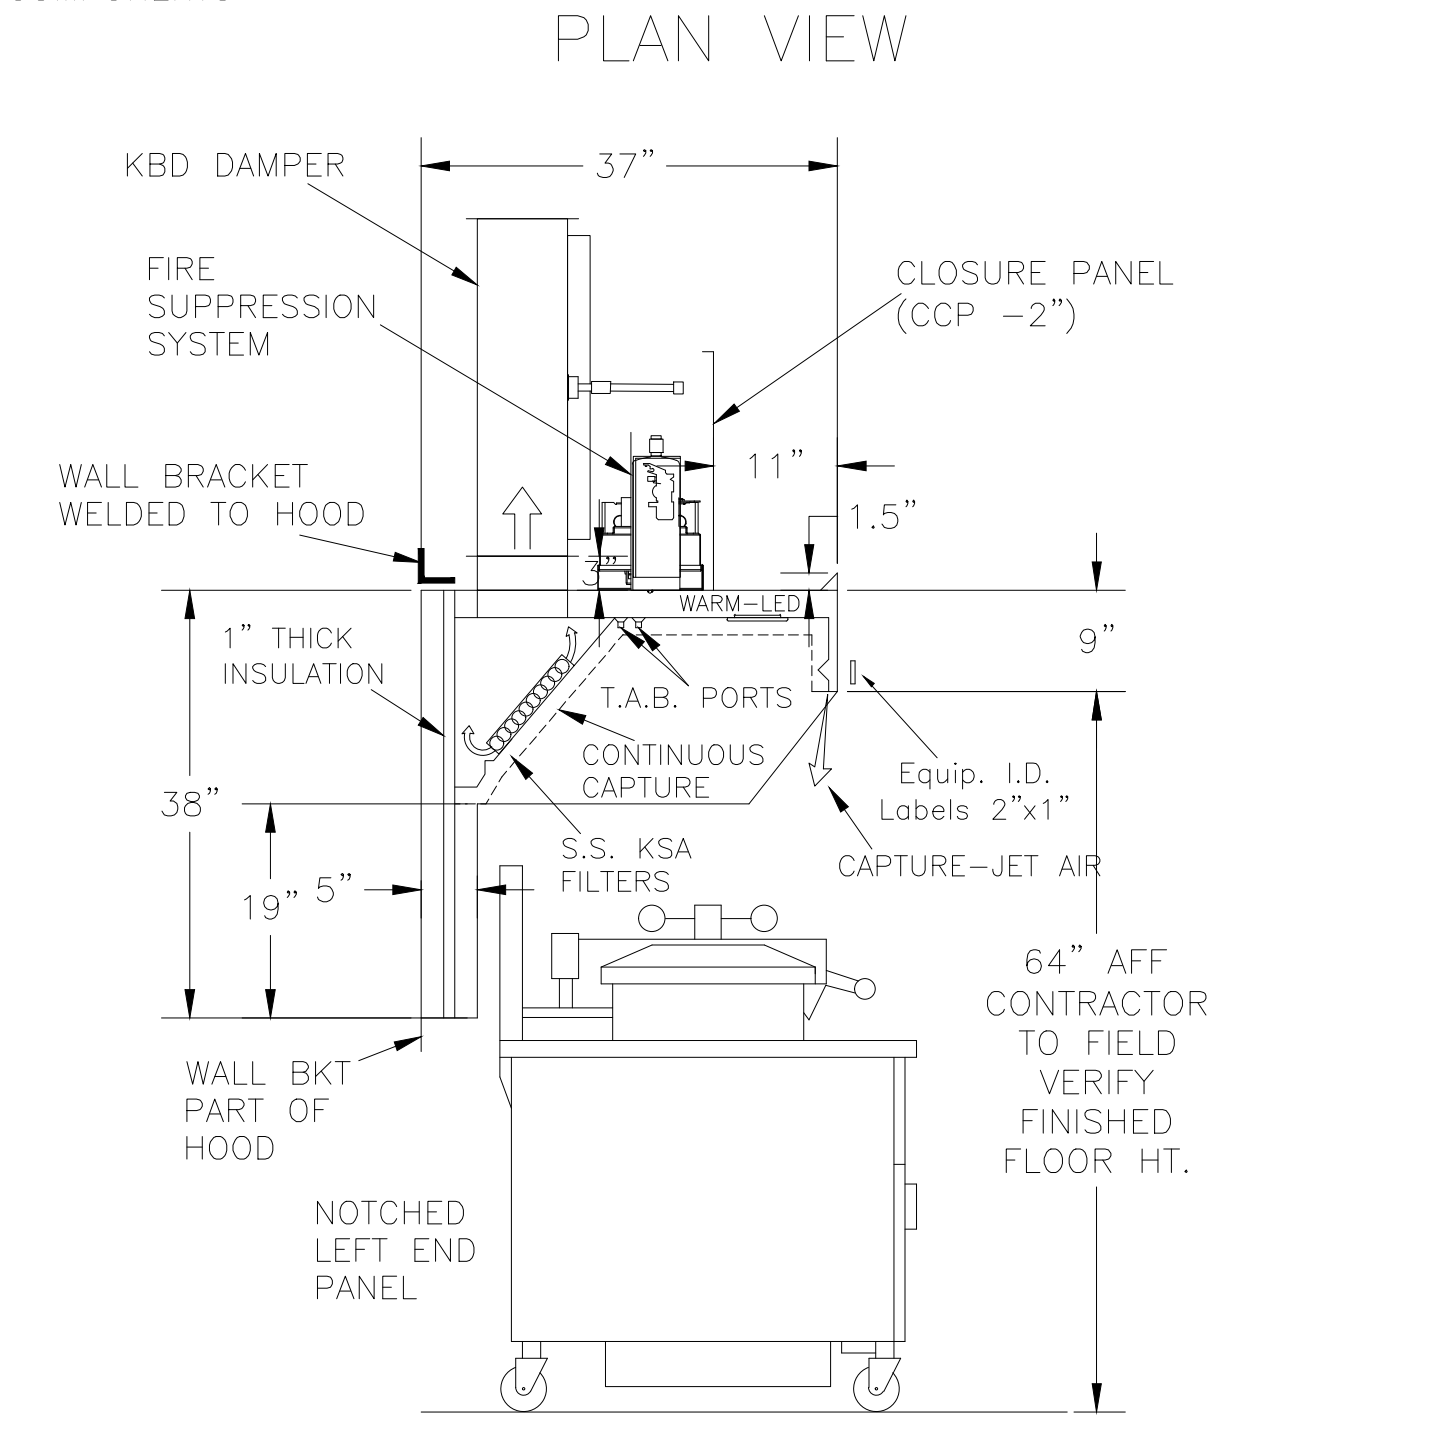 PLAN VIEW
KBD DAMPER
37”
FIRE
SUPPRESSION
SYSTEM
CLOSURE PANEL
(CCP -2”)
WALL BRACKET
WELDED TO HOOD
11”
1.5”
3”
WARM-LED
1” THICK
INSULATION
9”
T.A.B. PORTS
CONTINUOUS
CAPTURE
Equip. I.D.
Labels 2”x1”
38”
S.S. KSA
FILTERS
CAPTURE-JET AIR
19”
5”
64” AFF
CONTRACTOR
TO FIELD
VERIFY
FINISHED
FLOOR HT.
WALL BKT
PART OF
HOOD
NOTCHED
LEFT END
PANEL